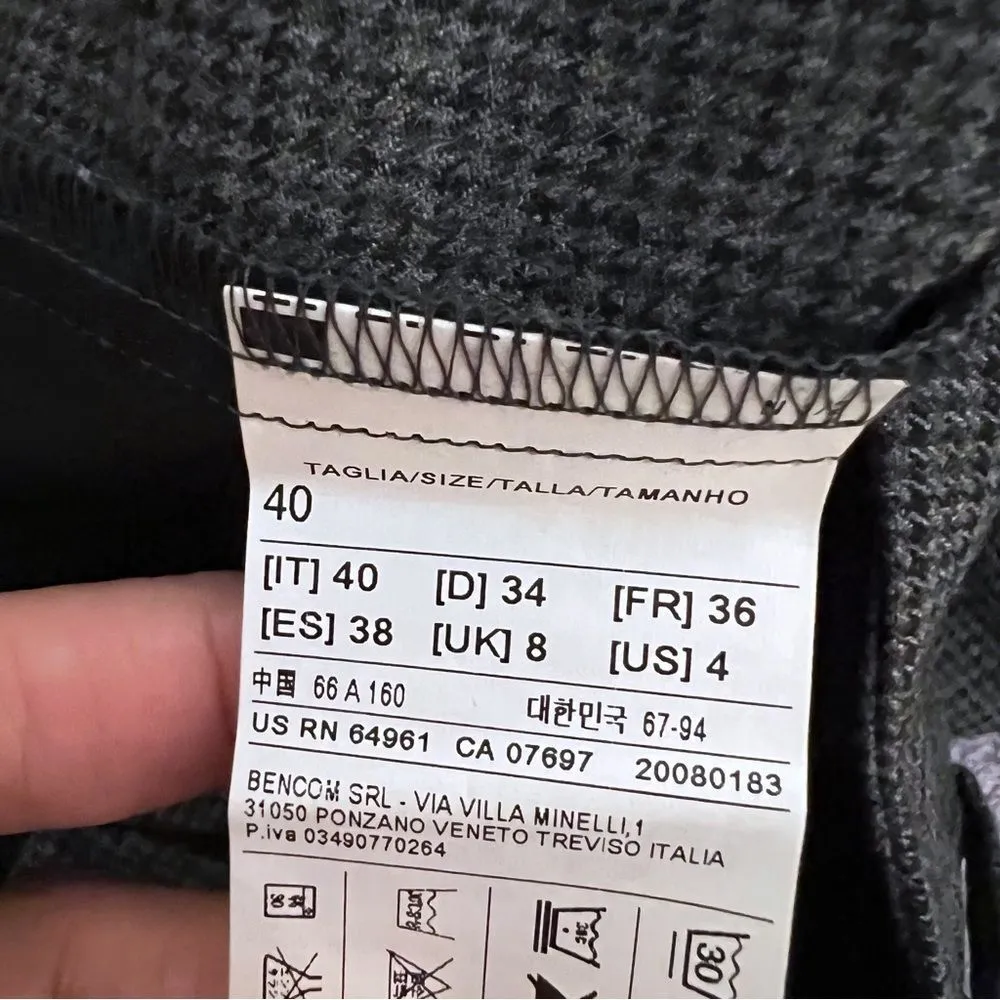 TAGLIA/SIZE/TALLA/TAMANHO
40
[IT] 40 [D] 34 [FR] 36
[ES] 38 [UK] 8 [US] 4
中国 66 A 160 대한민국 67-94
US RN 64961 CA 07697 20080183
BENCOM SRL - VIA VILLA MINELLI,1
31050 PONZANO VENETO TREVISO ITALIA
P.iva 03490770264
30